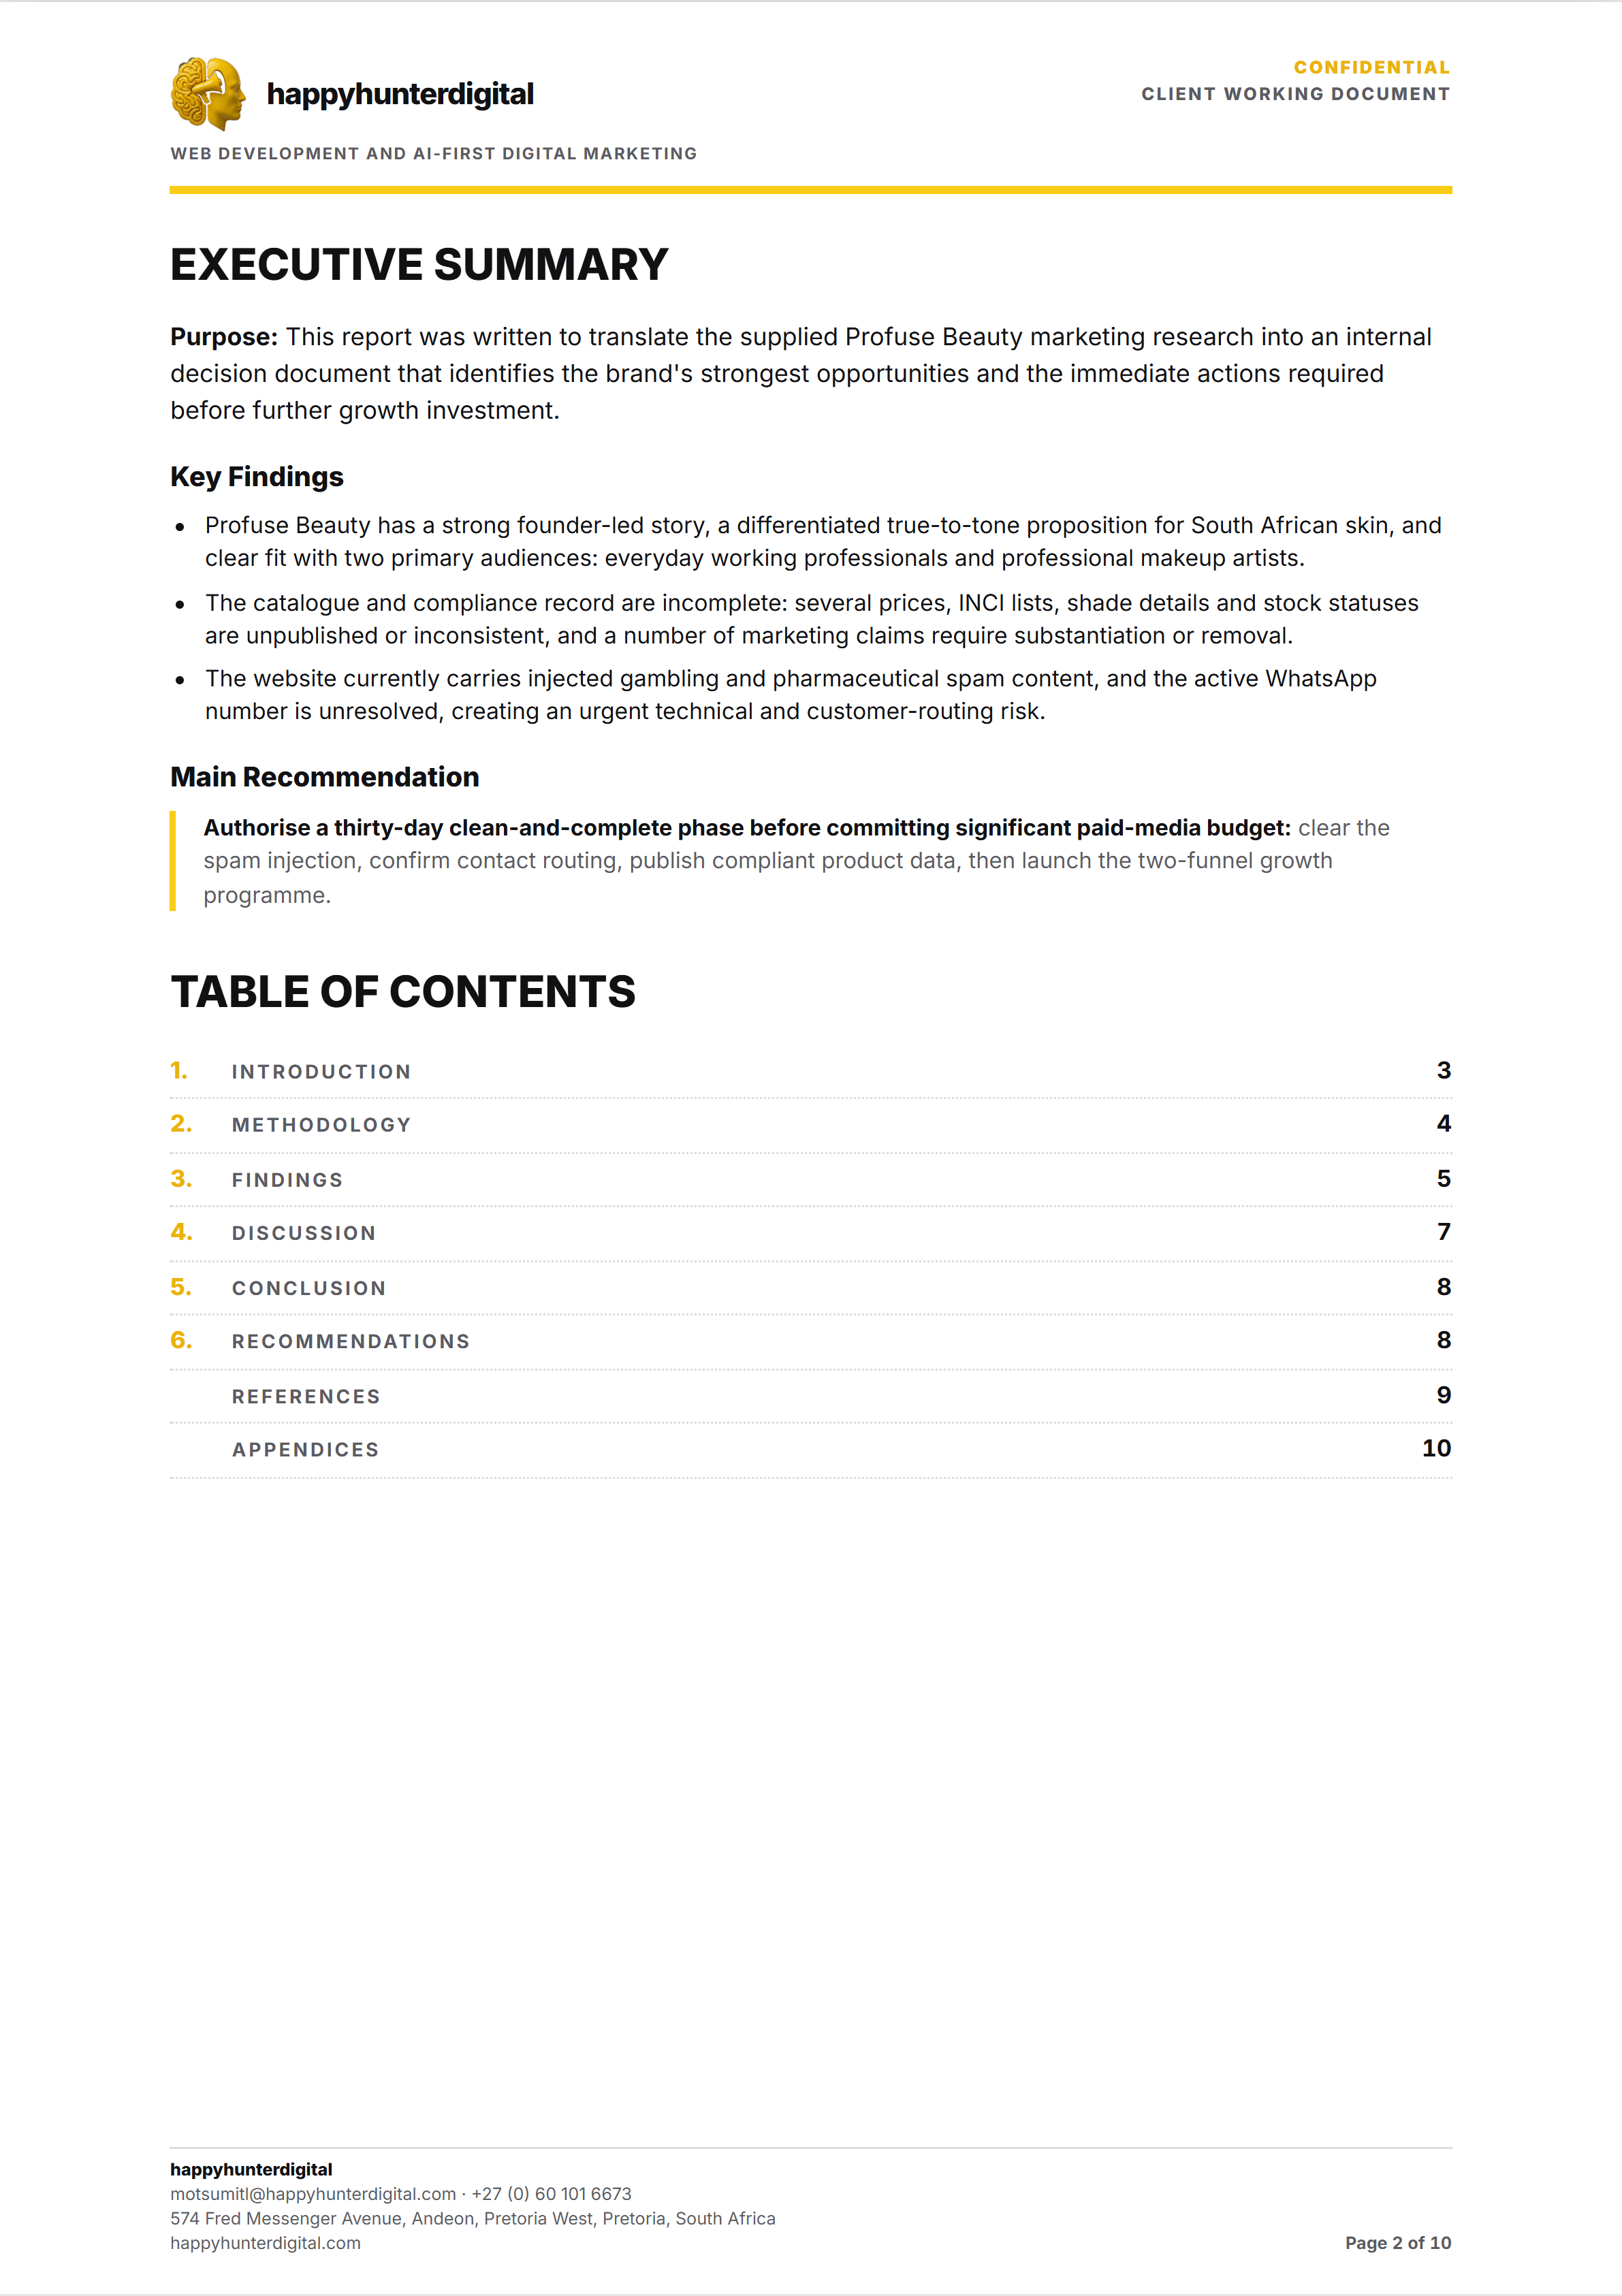 happyhunterdigital
CONFIDENTIAL
CLIENT WORKING DOCUMENT
WEB DEVELOPMENT AND AI-FIRST DIGITAL MARKETING
EXECUTIVE SUMMARY
Purpose: This report was written to translate the supplied Profuse Beauty marketing research into an internal
decision document that identifies the brand's strongest opportunities and the immediate actions required
before further growth investment.
Key Findings
• Profuse Beauty has a strong founder-led story, a differentiated true-to-tone proposition for South African skin, and
clear fit with two primary audiences: everyday working professionals and professional makeup artists.
• The catalogue and compliance record are incomplete: several prices, INCI lists, shade details and stock statuses
are unpublished or inconsistent, and a number of marketing claims require substantiation or removal.
• The website currently carries injected gambling and pharmaceutical spam content, and the active WhatsApp
number is unresolved, creating an urgent technical and customer-routing risk.
Main Recommendation
Authorise a thirty-day clean-and-complete phase before committing significant paid-media budget: clear the
spam injection, confirm contact routing, publish compliant product data, then launch the two-funnel growth
programme.
TABLE OF CONTENTS
1. INTRODUCTION 3
2. METHODOLOGY 4
3. FINDINGS 5
4. DISCUSSION 7
5. CONCLUSION 8
6. RECOMMENDATIONS 8
REFERENCES 9
APPENDICES 10
happyhunterdigital
motsumitl@happyhunterdigital.com · +27 (0) 60 101 6673
574 Fred Messenger Avenue, Andeon, Pretoria West, Pretoria, South Africa
happyhunterdigital.com
Page 2 of 10